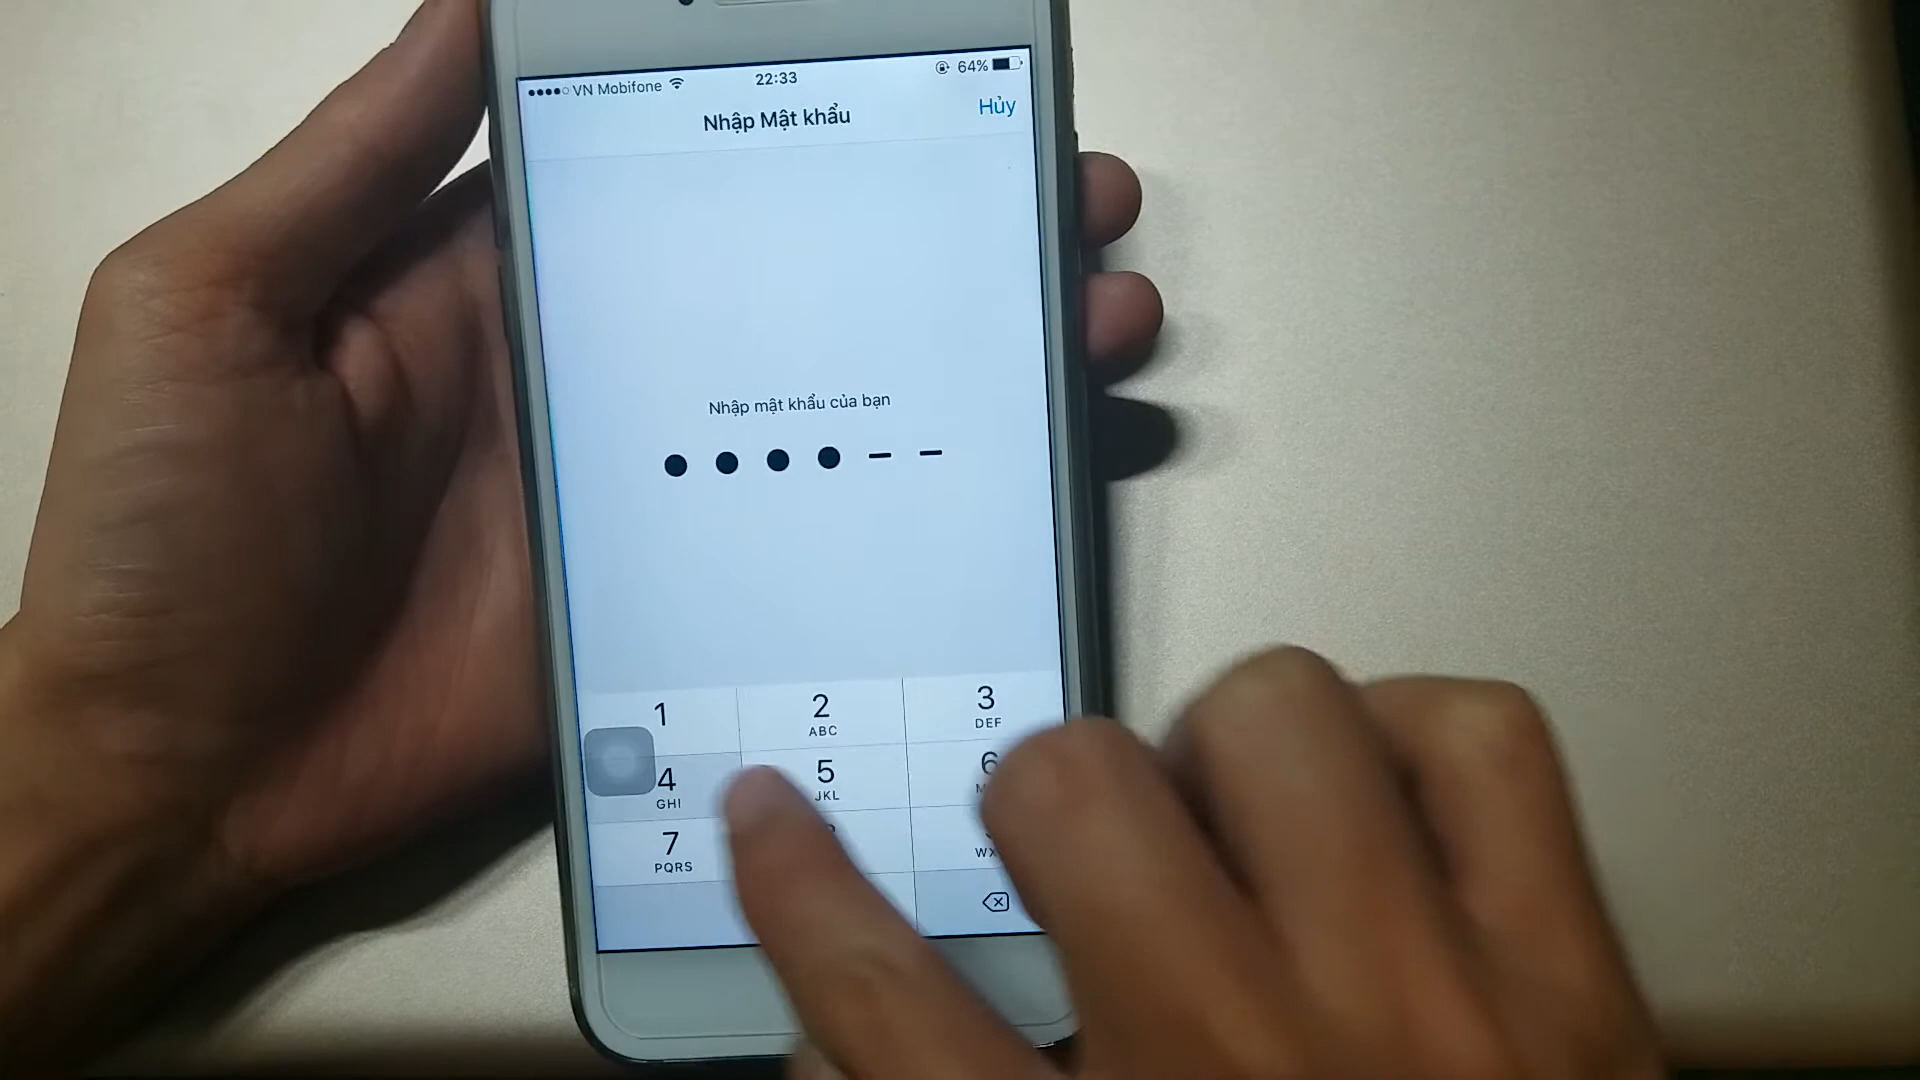 VN Mobifone 22:33 64%
Nhập Mật khẩu Hủy
Nhập mật khẩu của bạn
1 2 3
ABC DEF
4 5 6
GHI JKL
7
PQRS